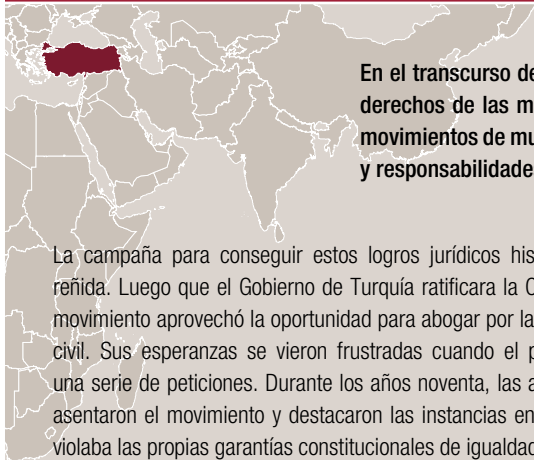 En el transcurso de
derechos de las m
movimientos de mu
y responsabilidade
La campaña para conseguir estos logros jurídicos his
reñida. Luego que el Gobierno de Turquía ratificara la C
movimiento aprovechó la oportunidad para abogar por la
civil. Sus esperanzas se vieron frustradas cuando el p
una serie de peticiones. Durante los años noventa, las a
asentaron el movimiento y destacaron las instancias en
violaba las propias garantías constitucionales de igualdad